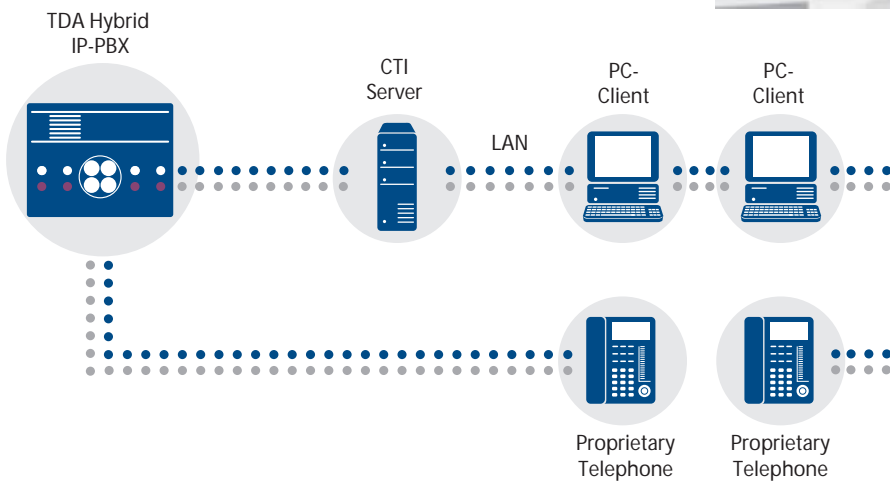 TDA Hybrid
IP-PBX
CTI
Server
LAN
PC-
Client
PC-
Client
Proprietary
Telephone
Proprietary
Telephone